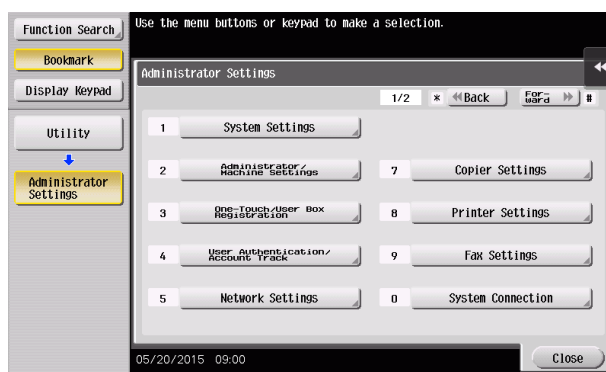 Function Search
Bookmark
Display Keypad
Utility
Administrator
Settings
Use the menu buttons or keypad to make a selection.
Administrator Settings
1/2 * Back For-
ward #
1 System Settings
2 Administrator/
Machine Settings
3 One-Touch/User Box
Registration
4 User Authentication/
Account Track
5 Network Settings
7 Copier Settings
8 Printer Settings
9 Fax Settings
0 System Connection
05/20/2015 09:00
Close